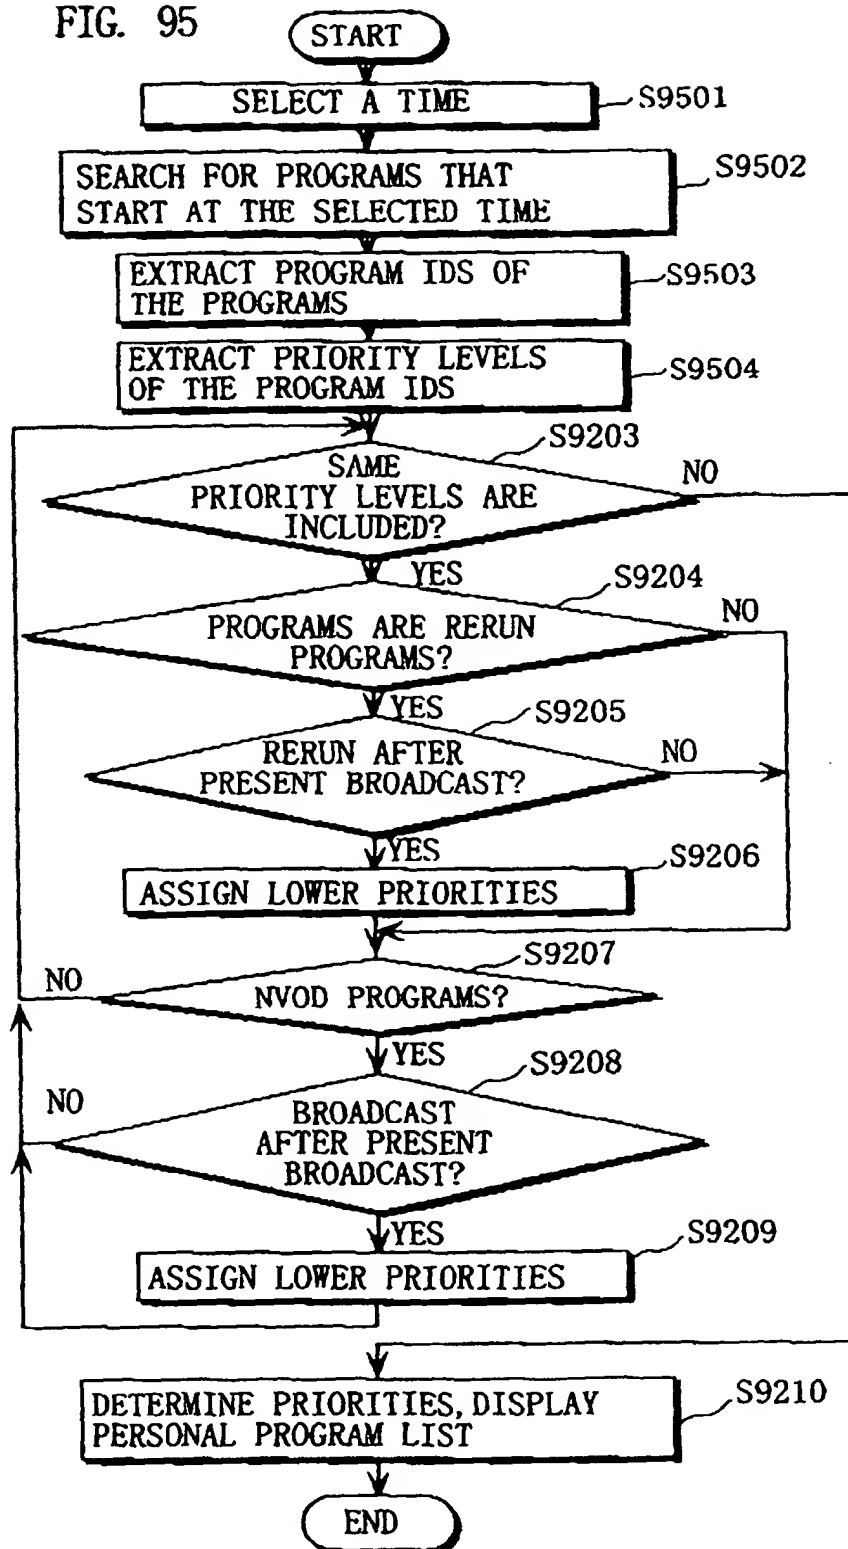 FIG. 95
START
SELECT A TIME
S9501
SEARCH FOR PROGRAMS THAT
START AT THE SELECTED TIME
S9502
EXTRACT PROGRAM IDS OF
THE PROGRAMS
S9503
EXTRACT PRIORITY LEVELS
OF THE PROGRAM IDS
S9504
S9203
SAME
PRIORITY LEVELS ARE
INCLUDED?
NO
YES
S9204
PROGRAMS ARE RERUN
PROGRAMS?
NO
YES
S9205
RERUN AFTER
PRESENT BROADCAST?
NO
YES
S9206
ASSIGN LOWER PRIORITIES
S9207
NO
NVOD PROGRAMS?
YES
S9208
NO
BROADCAST
AFTER PRESENT
BROADCAST?
YES
S9209
ASSIGN LOWER PRIORITIES
DETERMINE PRIORITIES, DISPLAY
PERSONAL PROGRAM LIST
S9210
END